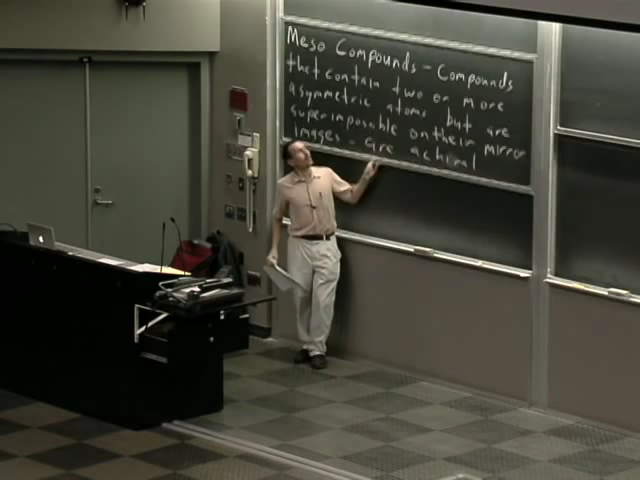 Meso Compounds - Compounds
that contain two or more
asymmetric atoms but are
superimposable on their mirror
images - are achiral